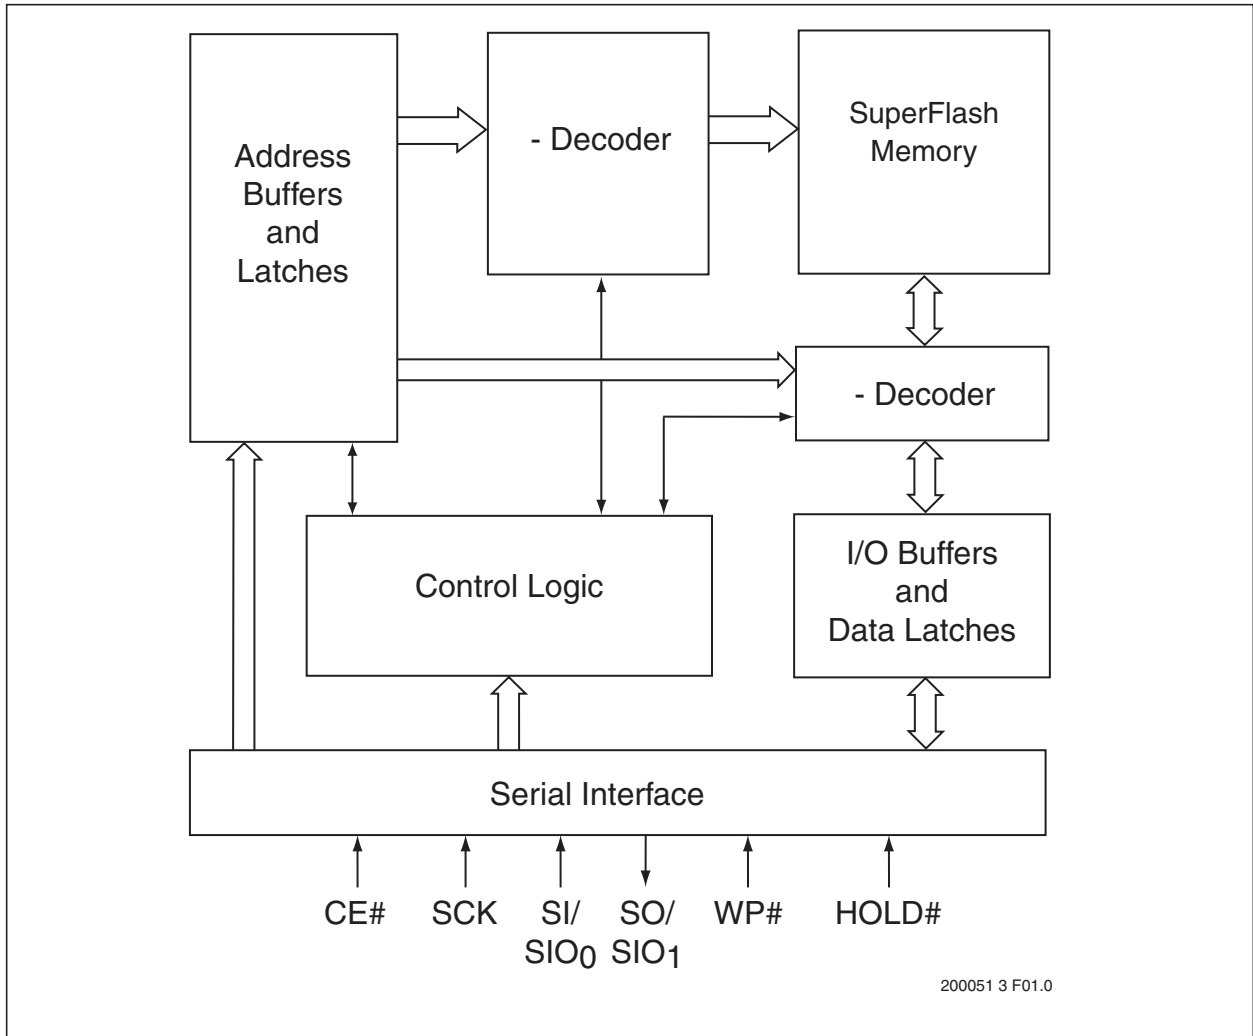 Address
Buffers
and
Latches
- Decoder
SuperFlash
Memory
- Decoder
Control Logic
I/O Buffers
and
Data Latches
Serial Interface
CE#
SCK
SI/
SIO0
SO/
SIO1
WP#
HOLD#
200051 3 F01.0